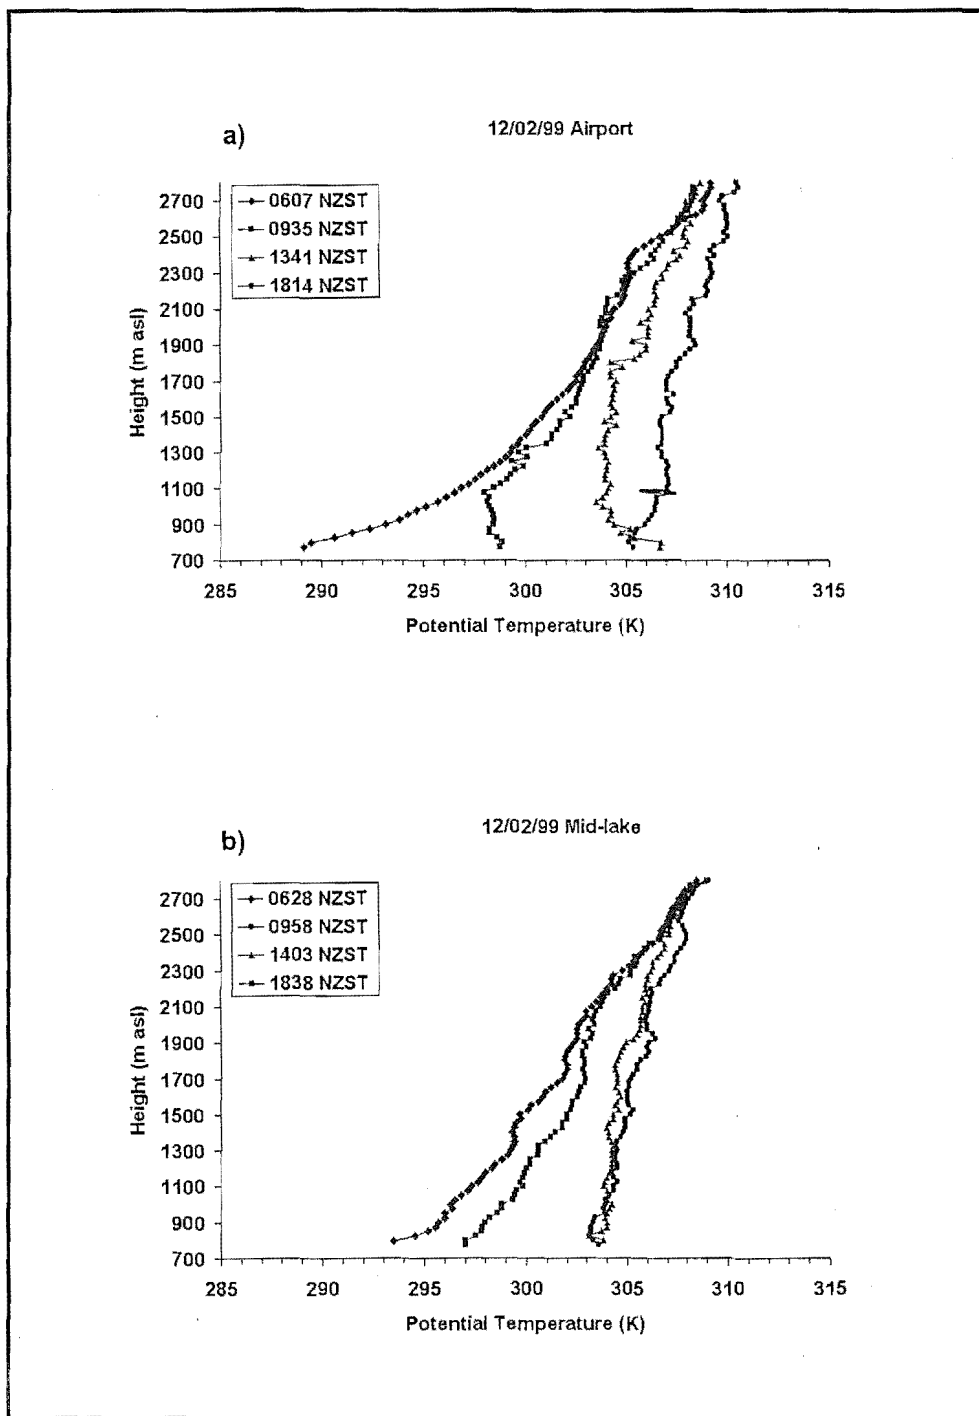 a)
12/02/99 Airport
0607 NZST
0935 NZST
1341 NZST
1814 NZST
2700
2500
2300
2100
1900
1700
1500
1300
1100
900
700
Height (m asl)
285 290 295 300 305 310 315
Potential Temperature (K)
b)
12/02/99 Mid-lake
0628 NZST
0958 NZST
1403 NZST
1838 NZST
2700
2500
2300
2100
1900
1700
1500
1300
1100
900
700
Height (m asl)
285 290 295 300 305 310 315
Potential Temperature (K)